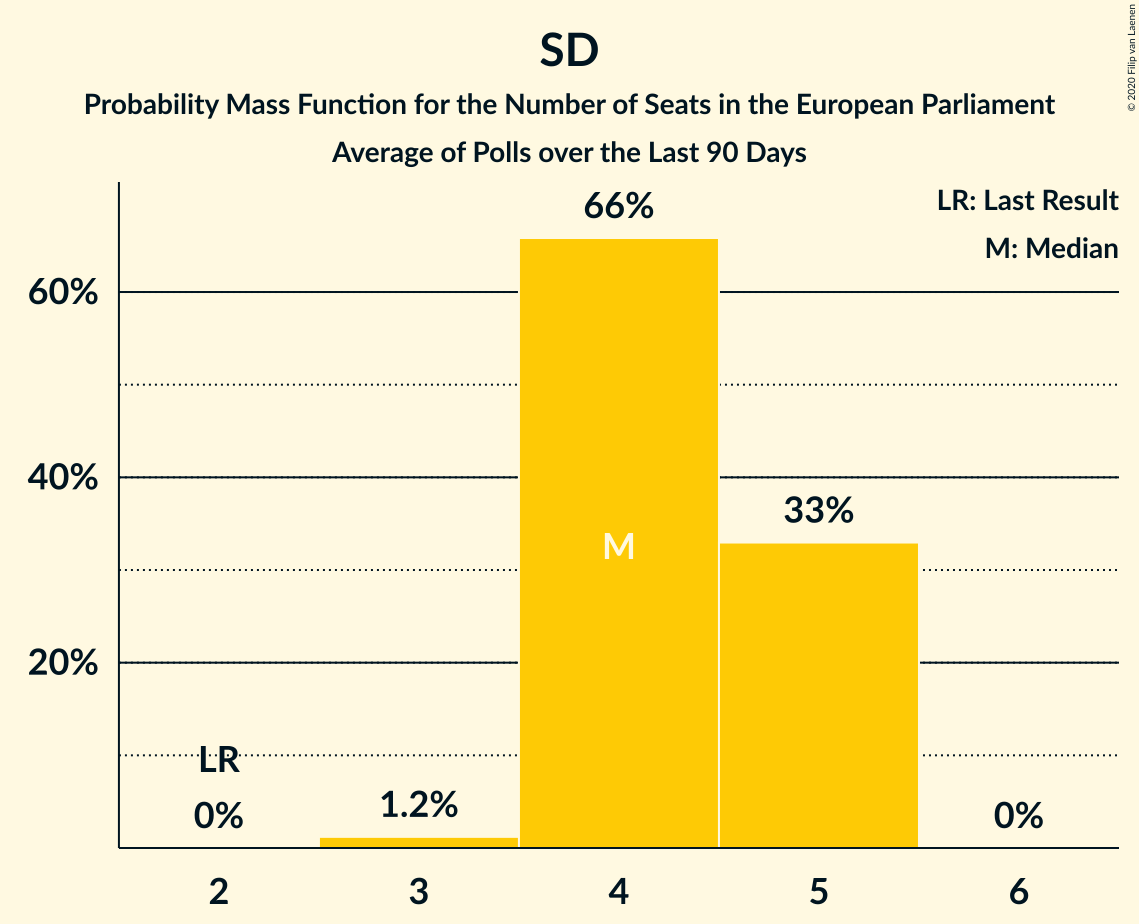 SD
Probability Mass Function for the Number of Seats in the European Parliament
Average of Polls over the Last 90 Days
© 2020 Filip van Laenen
LR: Last Result
M: Median
66%
60%
40%
33%
M
20%
LR
0%
1.2%
0%
2 3 4 5 6